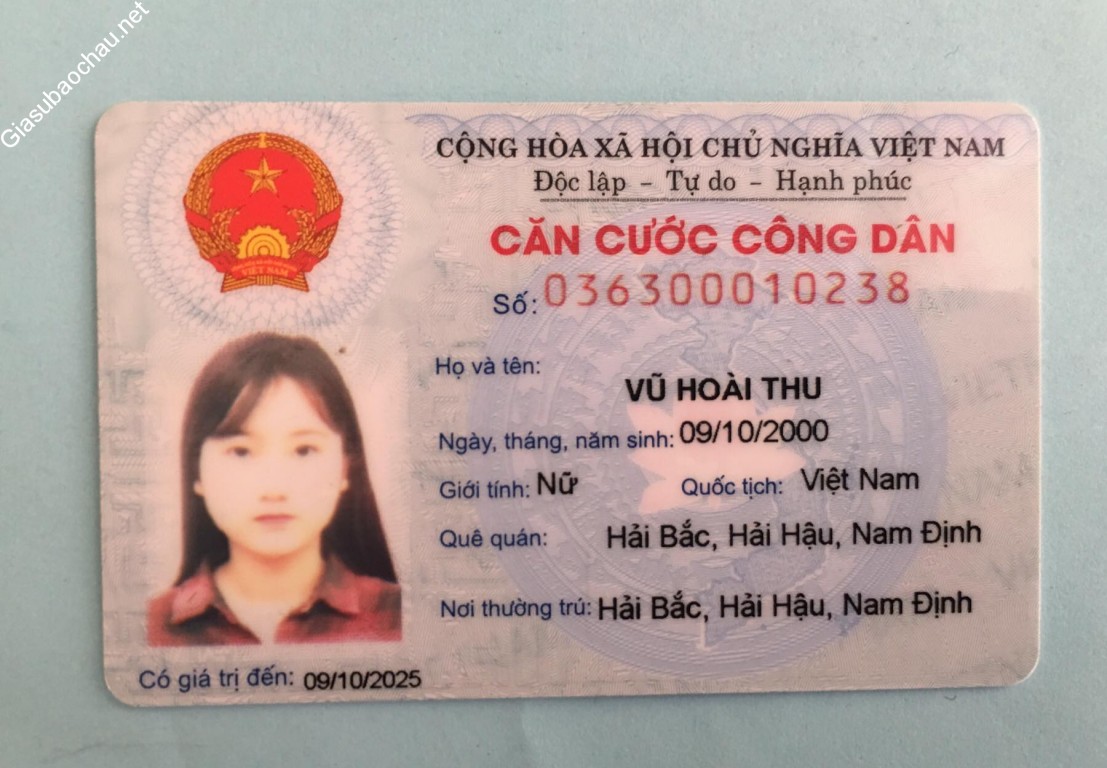 Giasubaochau.net
CỘNG HÒA XÃ HỘI CHỦ NGHĨA VIỆT NAM
Độc lập - Tự do - Hạnh phúc
CĂN CƯỚC CÔNG DÂN
Số: 036300010238
Họ và tên:
VŨ HOÀI THU
Ngày, tháng, năm sinh: 09/10/2000
Giới tính: Nữ Quốc tịch: Việt Nam
Quê quán: Hải Bắc, Hải Hậu, Nam Định
Nơi thường trú: Hải Bắc, Hải Hậu, Nam Định
Có giá trị đến: 09/10/2025
VIỆT NAM